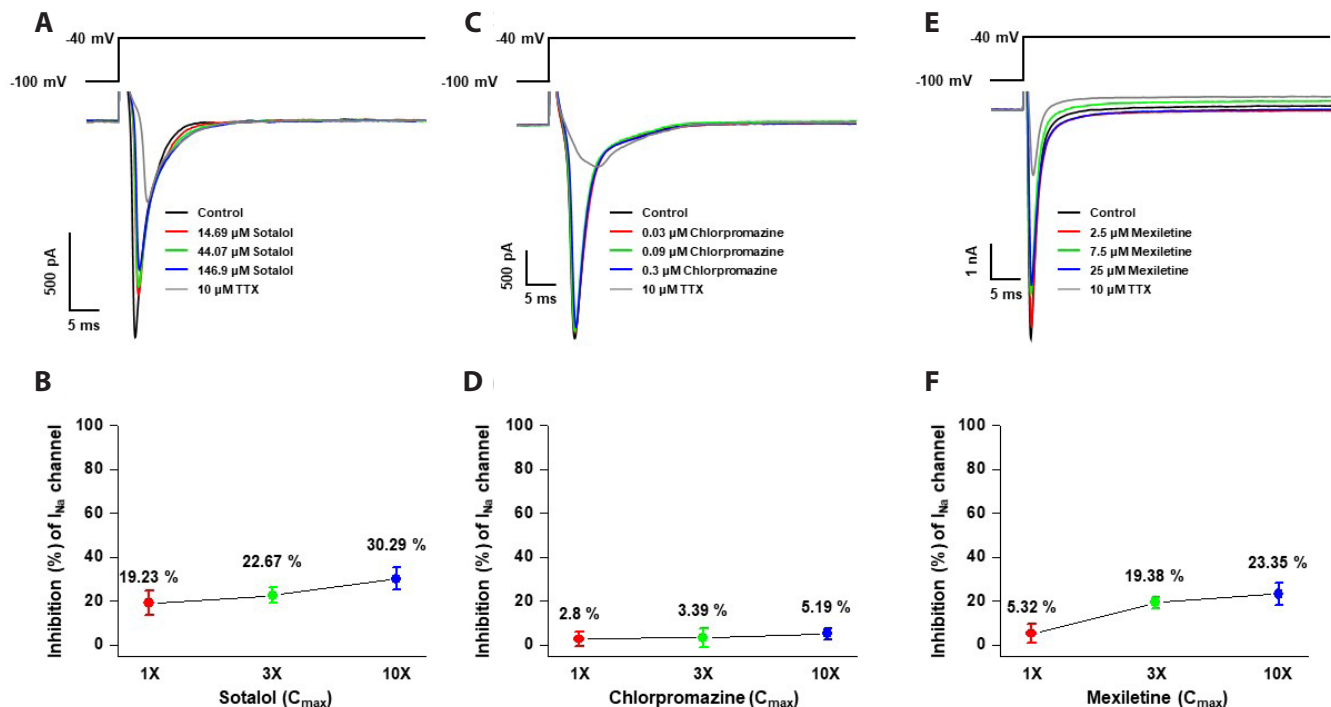 A
-40 mV
-100 mV
Control
14.69 µM Sotalol
44.07 µM Sotalol
146.9 µM Sotalol
10 µM TTX
500 pA
5 ms
C
-40 mV
-100 mV
Control
0.03 µM Chlorpromazine
0.09 µM Chlorpromazine
0.3 µM Chlorpromazine
10 µM TTX
500 pA
5 ms
E
-40 mV
-100 mV
Control
2.5 µM Mexiletine
7.5 µM Mexiletine
25 µM Mexiletine
10 µM TTX
1 nA
5 ms
B
Inhibition (%) of I_Na channel
100
80
60
40
20
0
19.23 %
22.67 %
30.29 %
1X
3X
10X
Sotalol (C_max)
D
Inhibition (%) of I_Na channel
100
80
60
40
20
0
2.8 %
3.39 %
5.19 %
1X
3X
10X
Chlorpromazine (C_max)
F
Inhibition (%) of I_Na channel
100
80
60
40
20
0
5.32 %
19.38 %
23.35 %
1X
3X
10X
Mexiletine (C_max)